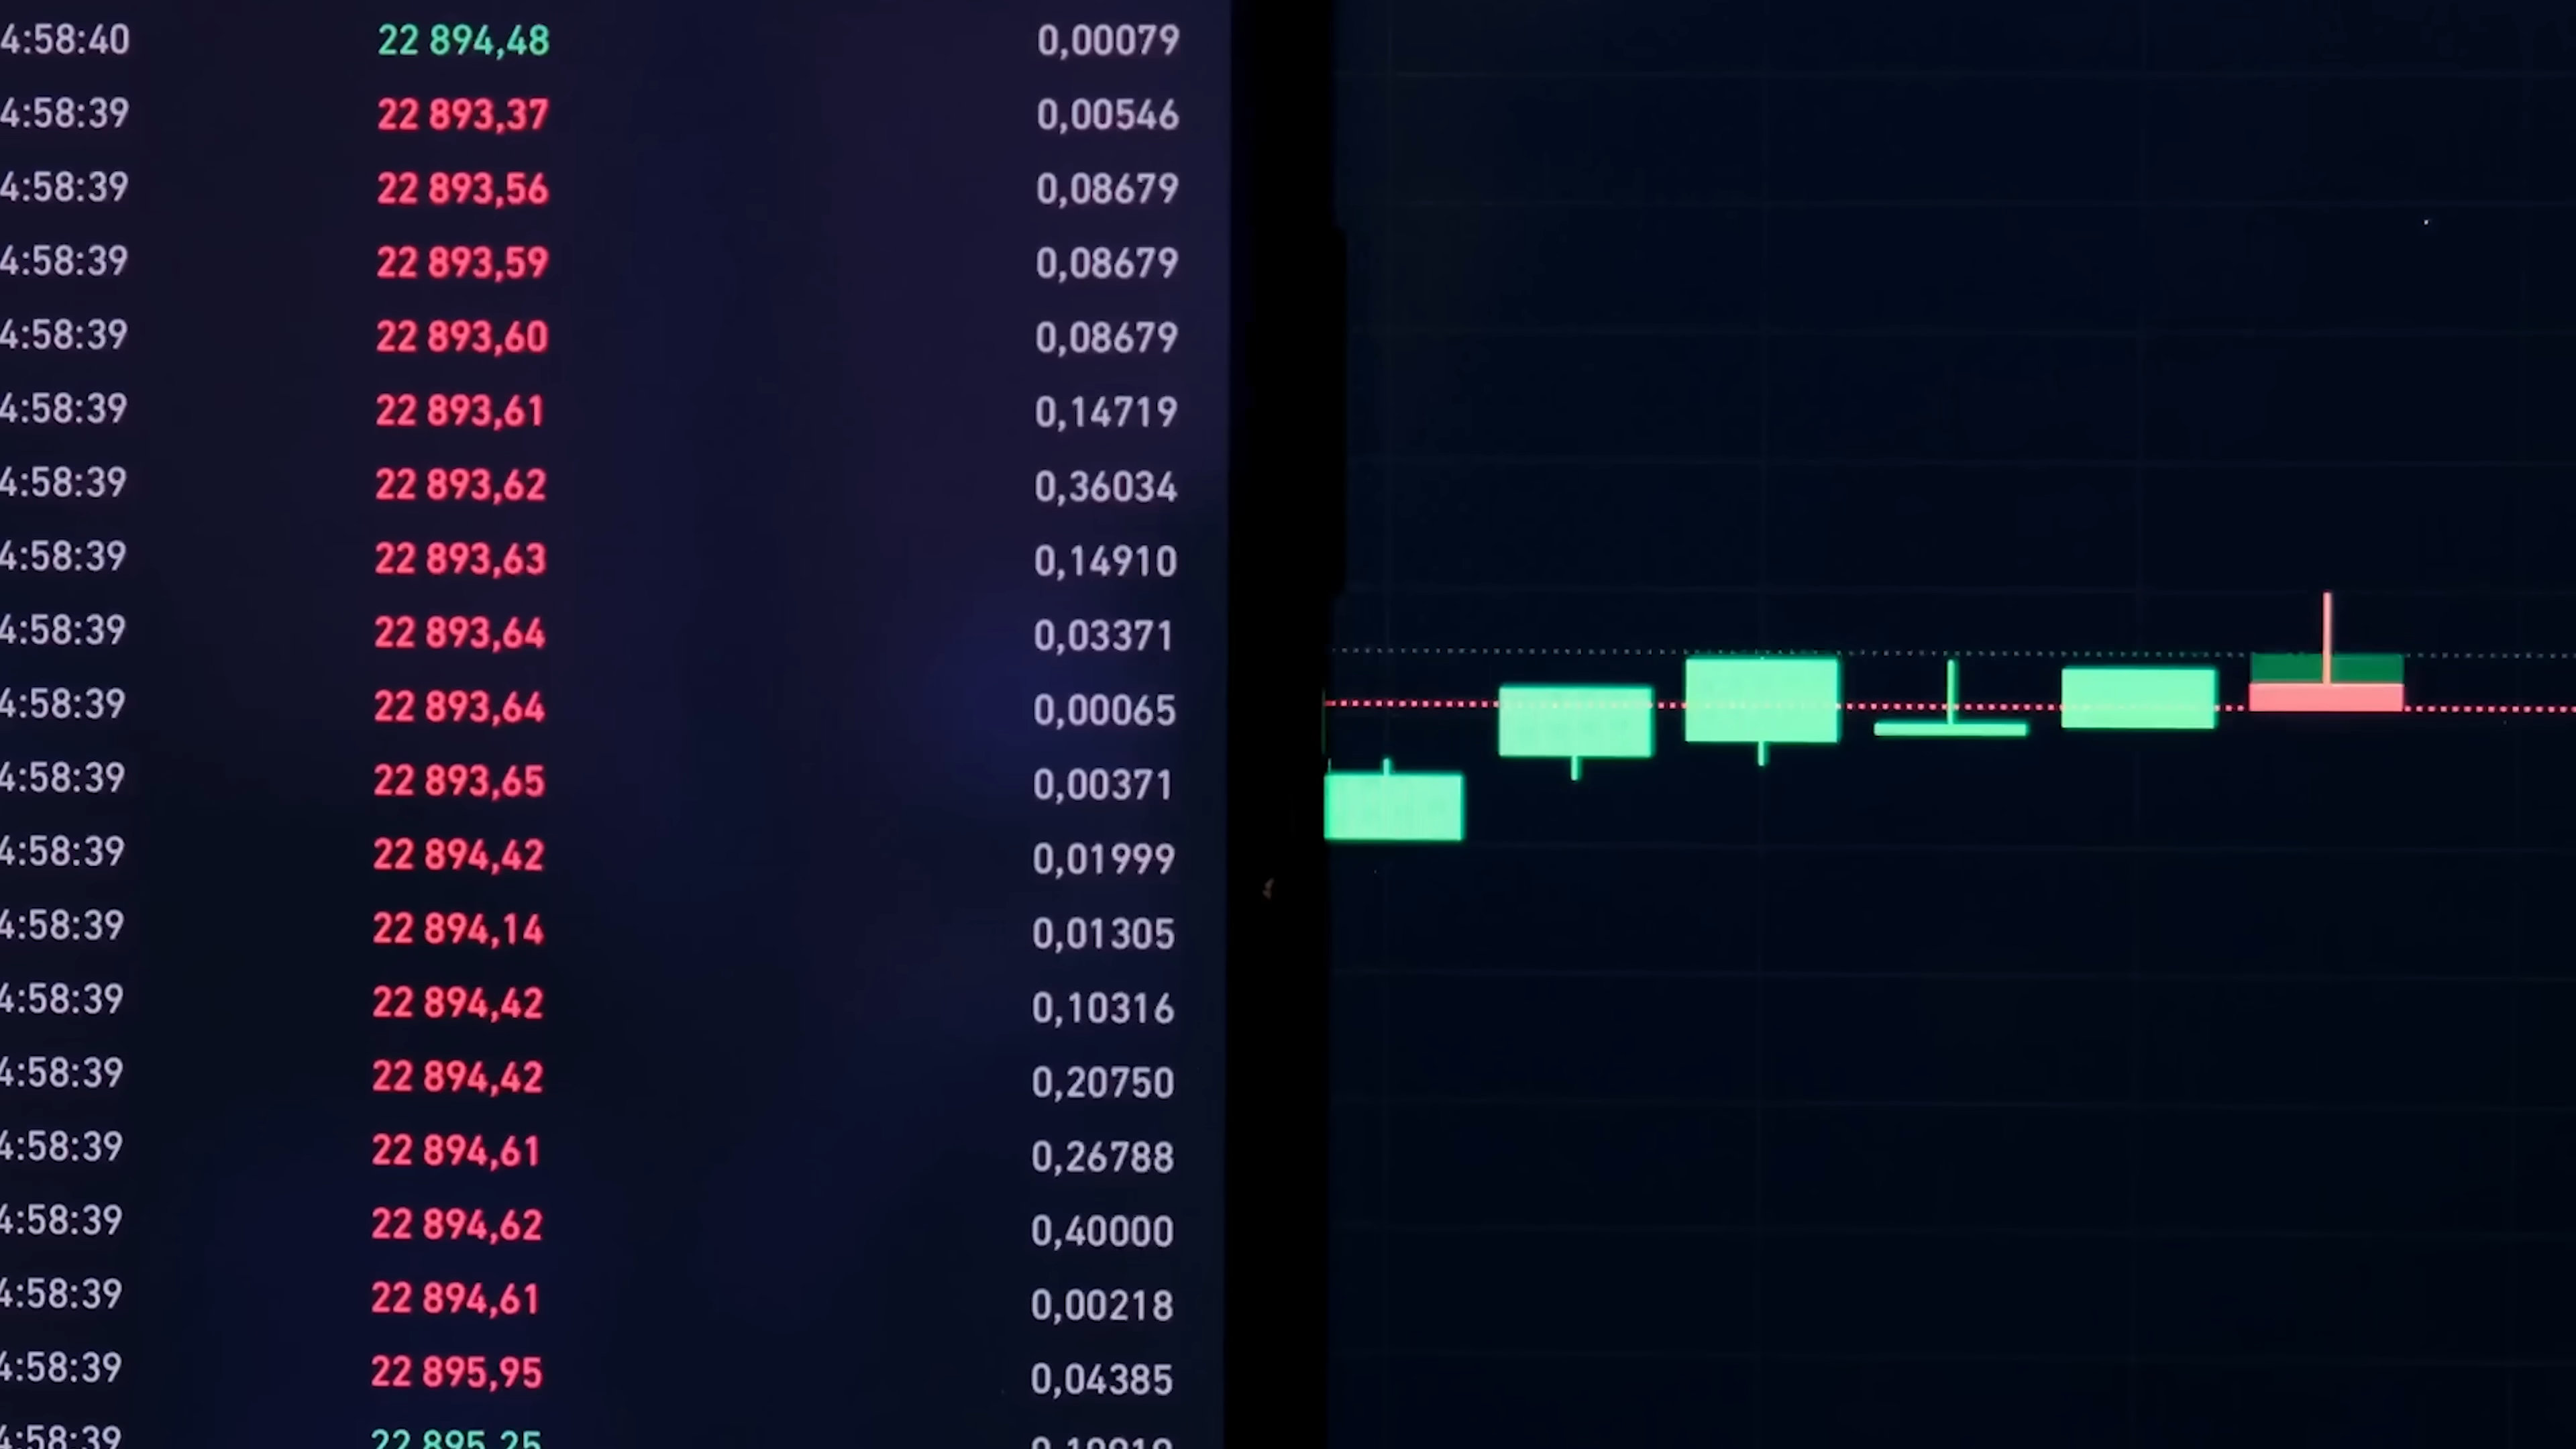 4:58:40 22 894,48 0,00079
4:58:39 22 893,37 0,00546
4:58:39 22 893,56 0,08679
4:58:39 22 893,59 0,08679
4:58:39 22 893,60 0,08679
4:58:39 22 893,61 0,14719
4:58:39 22 893,62 0,36034
4:58:39 22 893,63 0,14910
4:58:39 22 893,64 0,03371
4:58:39 22 893,64 0,00065
4:58:39 22 893,65 0,00371
4:58:39 22 894,42 0,01999
4:58:39 22 894,14 0,01305
4:58:39 22 894,42 0,10316
4:58:39 22 894,42 0,20750
4:58:39 22 894,61 0,26788
4:58:39 22 894,62 0,40000
4:58:39 22 894,61 0,00218
4:58:39 22 895,95 0,04385
4:58:39 22 895,25